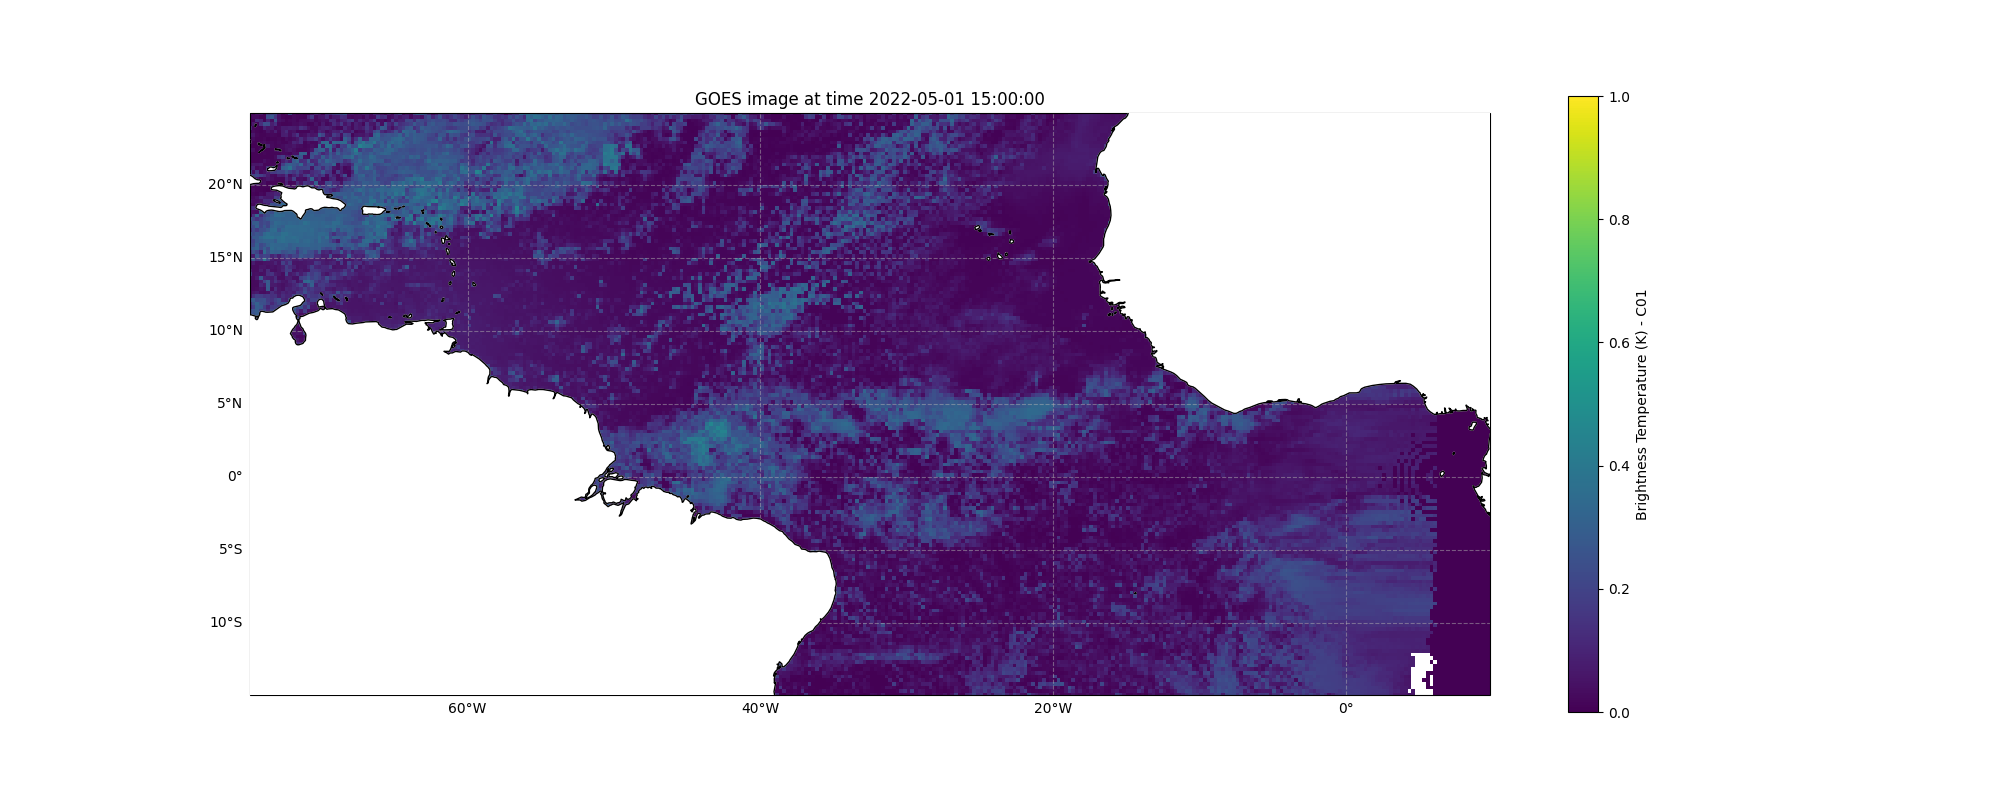 GOES image at time 2022-05-01 15:00:00
20°N
15°N
10°N
5°N
0°
5°S
10°S
60°W
40°W
20°W
0°
1.0
0.8
0.6
0.4
0.2
0.0
Brightness Temperature (K) - C01